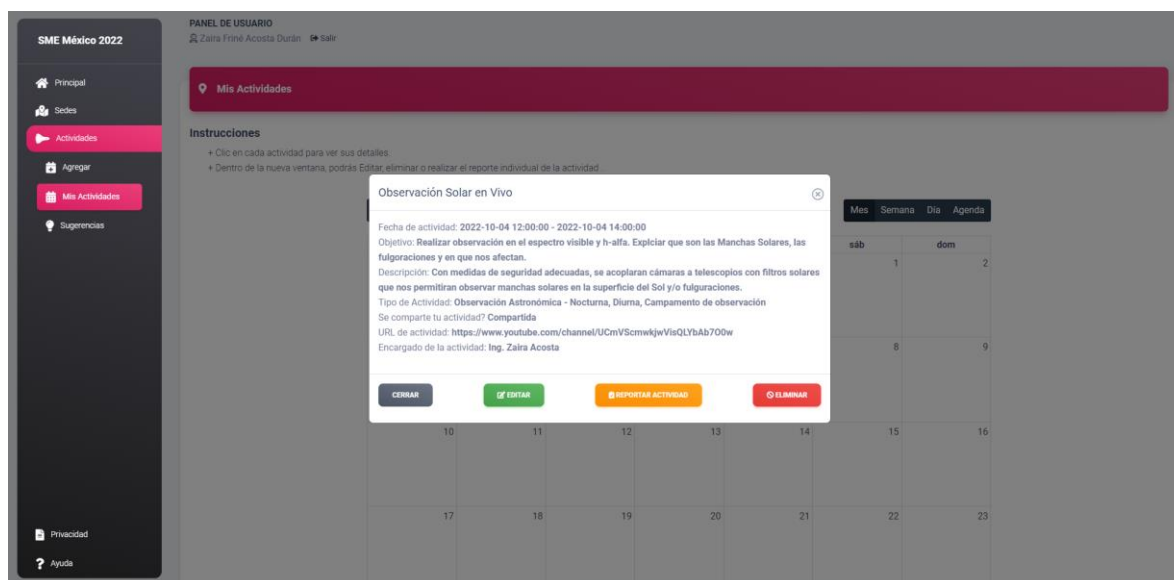 SME México 2022
Principal
Sedes
Actividades
Agregar
Mis Actividades
Sugerencias
Privacidad
Ayuda
PANEL DE USUARIO
Zaira Friné Acosta Durán Salir
Mis Actividades
Instrucciones
+ Clic en cada actividad para ver sus detalles.
+ Dentro de la nueva ventana, podrás Editar, eliminar o realizar el reporte individual de la actividad...
Mes Semana Día Agenda
sáb dom
1 2
8 9
10 11 12 13 14 15 16
17 18 19 20 21 22 23
Observación Solar en Vivo
Fecha de actividad: 2022-10-04 12:00:00 - 2022-10-04 14:00:00
Objetivo: Realizar observación en el espectro visible y h-alfa. Explciar que son las Manchas Solares, las
fulgoraciones y en que nos afectan.
Descripción: Con medidas de seguridad adecuadas, se acoplaran cámaras a telescopios con filtros solares
que nos permitiran observar manchas solares en la superficie del Sol y/o fulguraciones.
Tipo de Actividad: Observación Astronómica - Nocturna, Diurna, Campamento de observación
Se comparte tu actividad? Compartida
URL de actividad: https://www.youtube.com/channel/UCmVScmwkjwVisQLYbAb7O0w
Encargado de la actividad: Ing. Zaira Acosta
CERRAR EDITAR REPORTAR ACTIVIDAD ELIMINAR